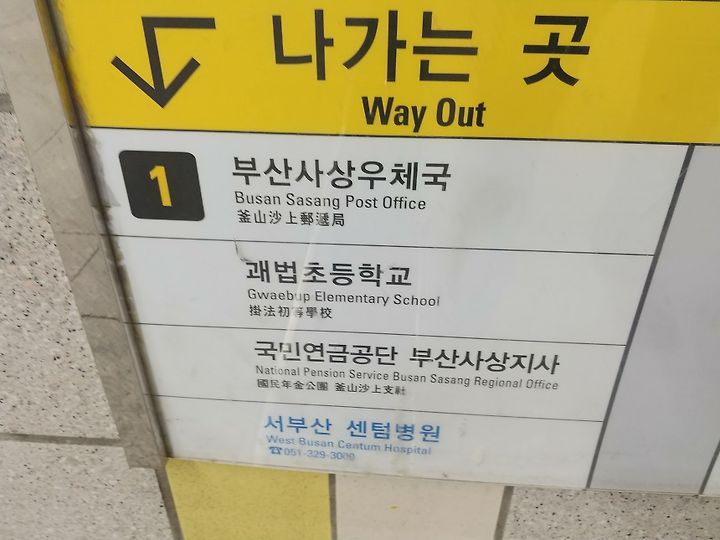 나가는 곳
Way Out
1
부산사상우체국
Busan Sasang Post Office
釜山沙上郵遞局
괘법초등학교
Gwaebup Elementary School
掛法初等學校
국민연금공단 부산사상지사
National Pension Service Busan Sasang Regional Office
國民年金公團 釜山沙上支社
서부산 센텀병원
West Busan Centum Hospital
☎051-329-3000